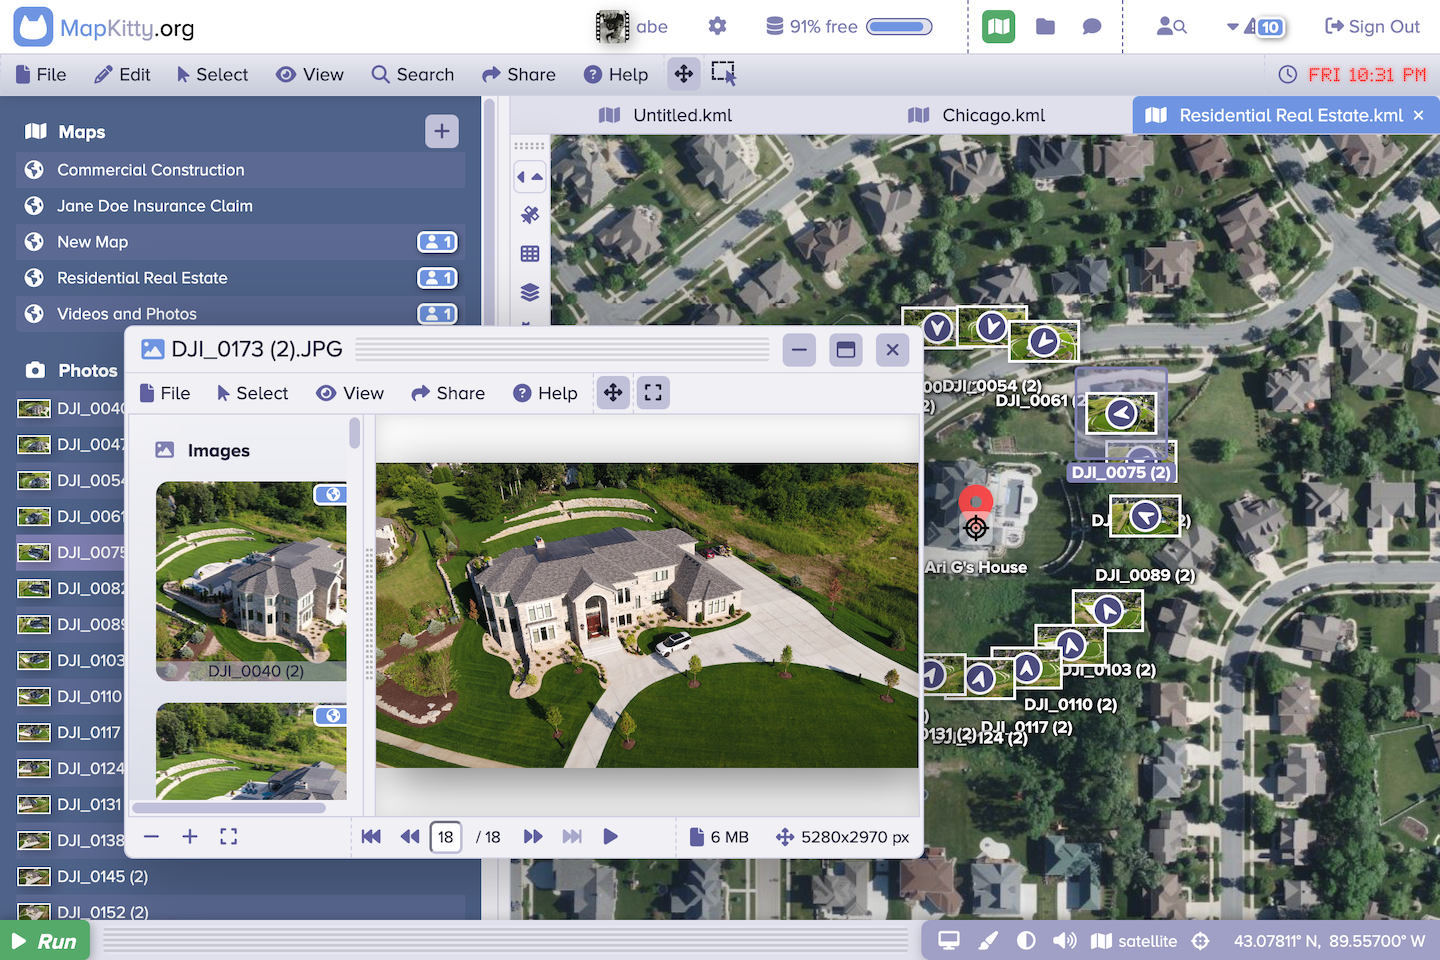 MapKitty.org
abe
91% free
10
Sign Out
File Edit Select View Search Share Help
FRI 10:31 PM
Untitled.kml
Chicago.kml
Residential Real Estate.kml
Maps
Commercial Construction
Jane Doe Insurance Claim
New Map 1
Residential Real Estate 1
Videos and Photos 1
Photos
DJI_0040
DJI_0047
DJI_0054
DJI_0061
DJI_0075
DJI_0082
DJI_0089
DJI_0103
DJI_0110
DJI_0117
DJI_0124
DJI_0131
DJI_0138
DJI_0145 (2)
DJI_0152 (2)
DJI_0173 (2).JPG
File Select View Share Help
Images
DJI_0040 (2)
18 / 18
6 MB
5280x2970 px
DJI_0054 (2)
DJI_0061 (2
DJI_0075 (2)
Ari G's House
DJI_0089 (2)
DJI_0103 (2)
DJI_0110 (2)
DJI_0117 (2)
0131 (2)
DJI_0124 (2)
Run
satellite
43.07811° N, 89.55700° W